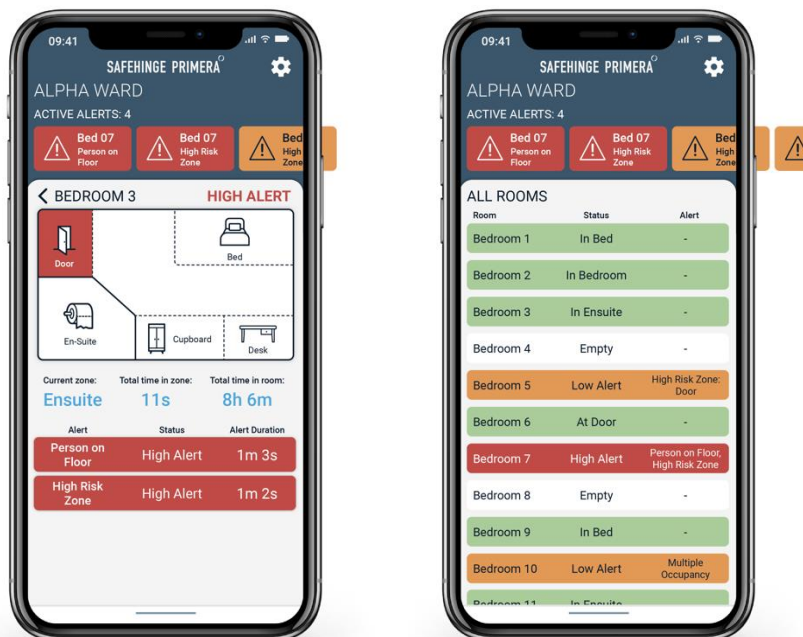 09:41
SAFEHINGE PRIMERA
ALPHA WARD
ACTIVE ALERTS: 4
Bed 07
Person on
Floor
Bed 07
High Risk
Zone
Bed
High
Zone
BEDROOM 3 HIGH ALERT
Door
Bed
En-Suite
Cupboard
Desk
Current zone: Total time in zone: Total time in room:
Ensuite 11s 8h 6m
Alert Status Alert Duration
Person on
Floor
High Alert 1m 3s
High Risk
Zone
High Alert 1m 2s
09:41
SAFEHINGE PRIMERA
ALPHA WARD
ACTIVE ALERTS: 4
Bed 07
Person on
Floor
Bed 07
High Risk
Zone
Bed
High
Zone
ALL ROOMS
Room Status Alert
Bedroom 1 In Bed -
Bedroom 2 In Bedroom -
Bedroom 3 In Ensuite -
Bedroom 4 Empty -
Bedroom 5 Low Alert High Risk Zone:
Door
Bedroom 6 At Door -
Bedroom 7 High Alert Person on Floor,
High Risk Zone
Bedroom 8 Empty -
Bedroom 9 In Bed -
Bedroom 10 Low Alert Multiple
Occupancy
Bedroom 11 In Ensuite